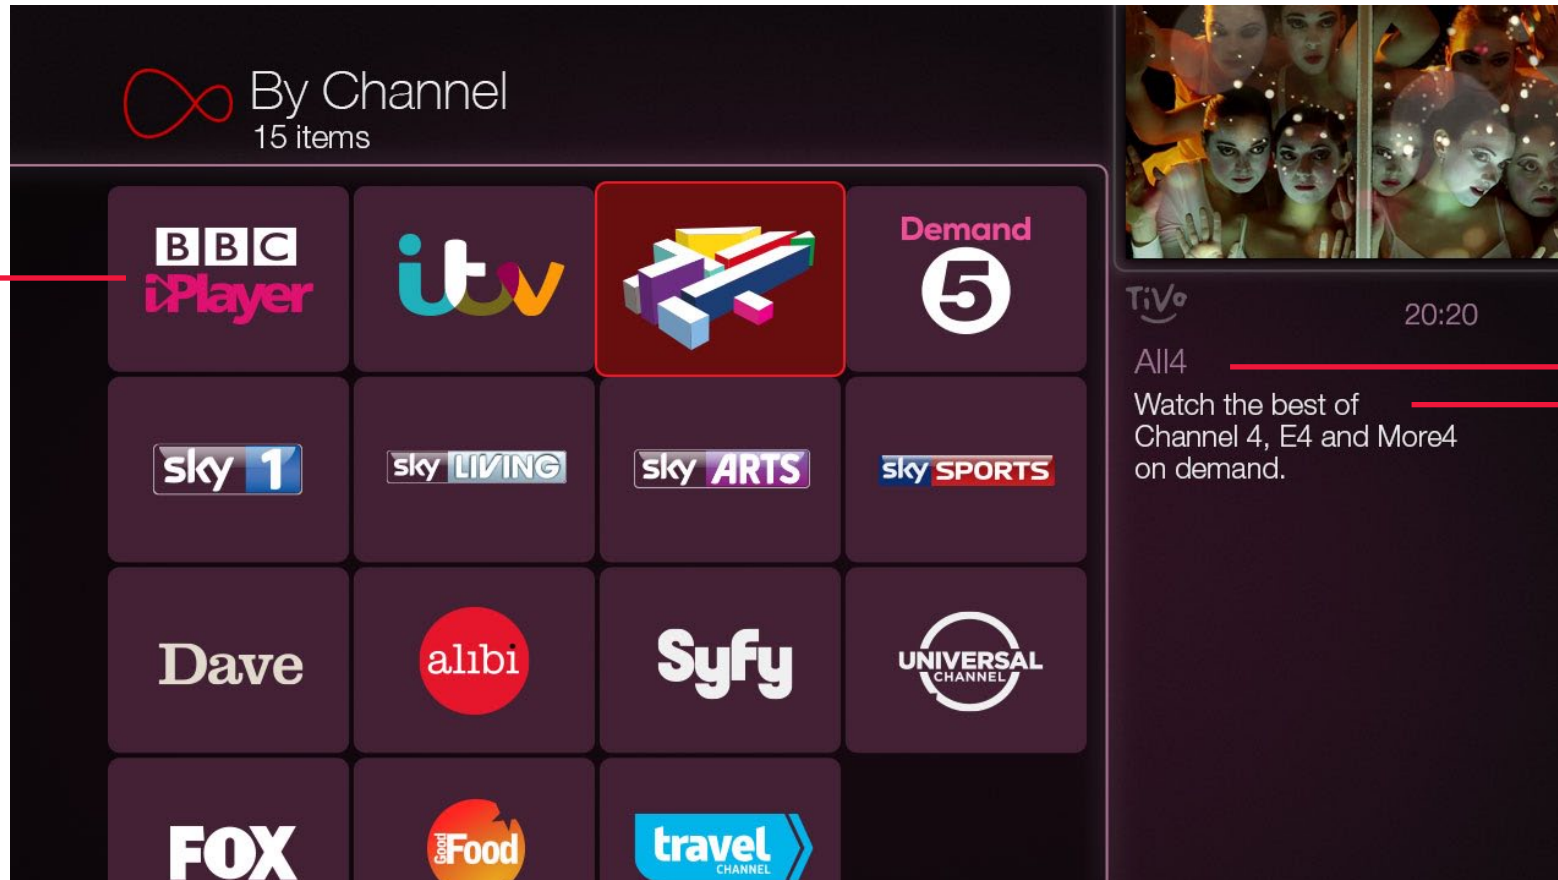 By Channel
15 items
BBC
iPlayer
itv
Demand
5
sky 1
sky LIVING
sky ARTS
sky SPORTS
Dave
alibi
Syfy
UNIVERSAL
CHANNEL
FOX
Good
Food
travel
CHANNEL
TiVo
20:20
All4
Watch the best of
Channel 4, E4 and More4
on demand.